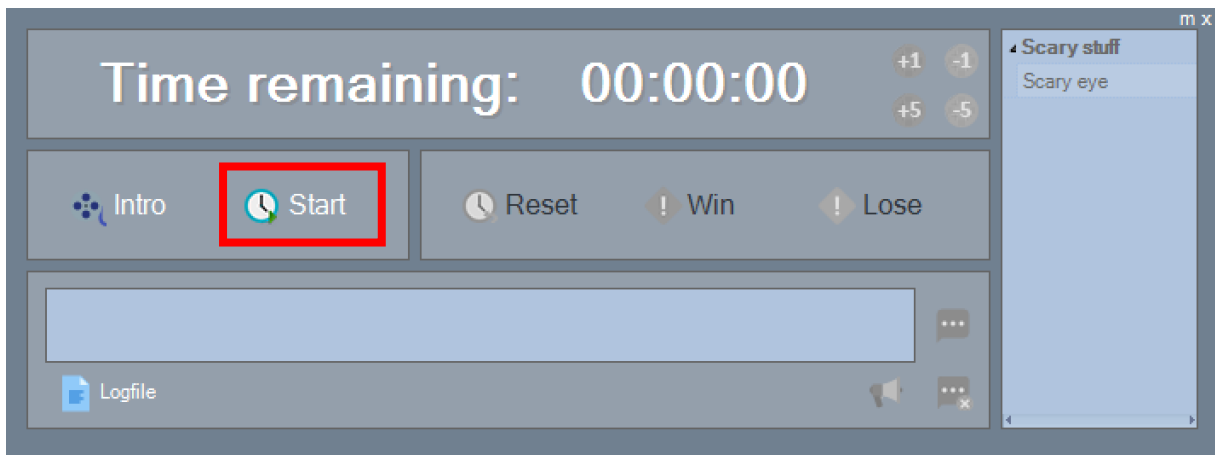 m x
Time remaining: 00:00:00
+1 -1
+5 -5
Scary stuff
Scary eye
Intro
Start
Reset
Win
Lose
Logfile